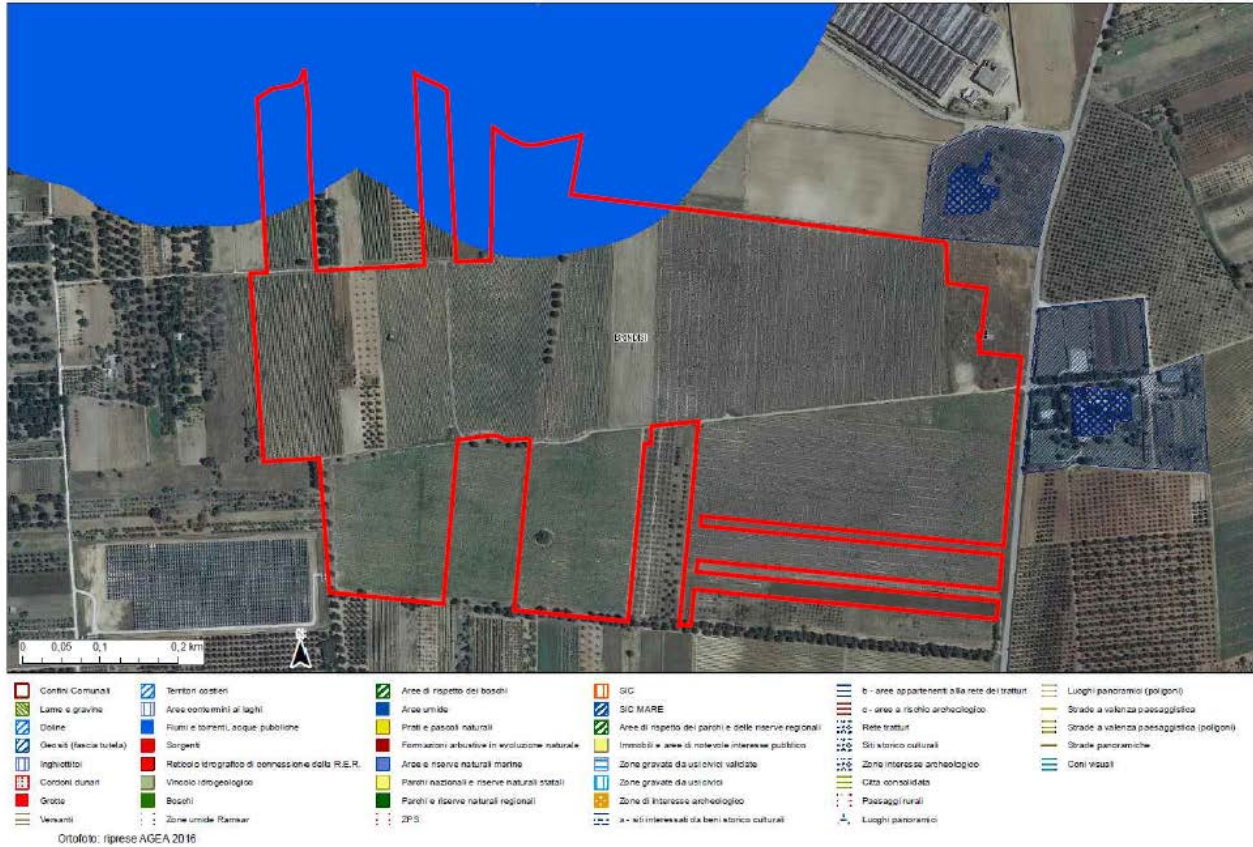 BRINDISI
0 0,05 0,1 0,2 km
Confini Comunali
Lame e gravine
Doline
Geositi (fascia tutela)
Inghiottitoi
Cordoni dunari
Grotte
Versanti
Territori costieri
Aree contermini ai laghi
Fiumi e torrenti, acque pubbliche
Sorgenti
Reticolo idrografico di connessione della R.E.R.
Vincolo idrogeologico
Boschi
Zone umide Ramsar
Aree di rispetto dei boschi
Aree umide
Prati e pascoli naturali
Formazioni arbustive in evoluzione naturale
Aree e riserve naturali marine
Parchi nazionali e riserve naturali statali
Parchi e riserve naturali regionali
ZPS
SIC
SIC MARE
Aree di rispetto dei parchi e delle riserve regionali
Immobili e aree di notevole interesse pubblico
Zone gravate da usi civici validate
Zone gravate da usi civici
Zone di interesse archeologico
a - siti interessati da beni storico culturali
b - aree appartenenti alla rete dei tratturi
c - aree a rischio archeologico
Rete tratturi
Siti storico culturali
Zone interesse archeologico
Città consolidata
Paesaggi rurali
Luoghi panoramici
Luoghi panoramici (poligoni)
Strade a valenza paesaggistica
Strade a valenza paesaggistica (poligoni)
Strade panoramiche
Coni visuali
Ortofoto: riprese AGEA 2016